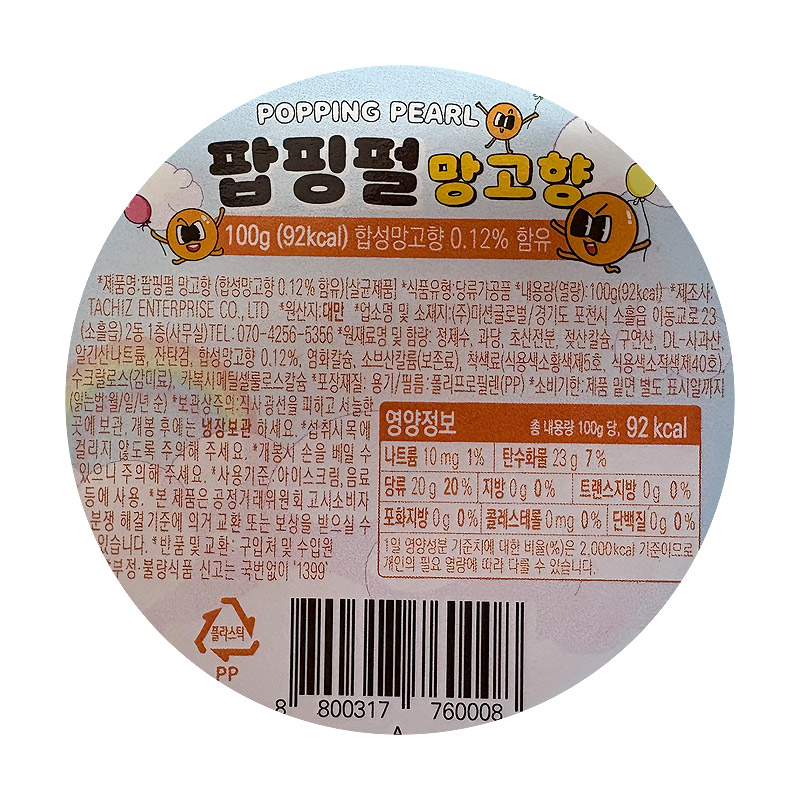 POPPING PEARL
팝핑펄 망고향
100g (92kcal) 합성망고향 0.12% 함유
*제품명:팝핑펄 망고향 (합성망고향 0.12% 함유)[살균제품] *식품유형:당류가공품 *내용량(열량):100g(92kcal) *제조사:
TACHIZ ENTERPRISE CO., LTD *원산지:대만 *업소명 및 소재지:(주)마션글로벌/경기도 포천시 소흘읍 이동교로 23
(소흘읍) 2동 1층(사무실)TEL:070-4256-5356 *원재료명 및 함량: 정제수, 과당, 초산전분, 젖산칼슘, 구연산, DL-사과산,
알긴산나트륨, 잔탄검, 합성망고향 0.12%, 염화칼슘, 소브산칼륨(보존료), 착색료(식용색소황색제5호, 식용색소적색제40호),
수크랄로스(감미료), 카복시메틸셀룰로스칼슘 *포장재질: 용기/필름:폴리프로필렌(PP) *소비기한:제품 밑면 별도 표시일까지
(읽는법:월/일/년 순) *보관상주의:직사광선을 피하고 서늘한
곳에 보관, 개봉 후에는 냉장보관 하세요. *섭취시 목에
걸리지 않도록 주의해 주세요. *개봉시 손을 베일 수
있으니 주의해 주세요. *사용기준:아이스크림, 음료
등에 사용. *본 제품은 공정거래위원회 고시소비자
분쟁 해결 기준에 의거 교환 또는 보상을 받으실 수
있습니다. *반품 및 교환: 구입처 및 수입원
부정·불량식품 신고는 국번없이 '1399'
영양정보 총 내용량 100g 당, 92 kcal
나트륨 10mg 1% 탄수화물 23g 7%
당류 20g 20% 지방 0g 0% 트랜스지방 0g 0%
포화지방 0g 0% 콜레스테롤 0mg 0% 단백질 0g 0%
1일 영양성분 기준치에 대한 비율(%)은 2,000kcal 기준이므로
개인의 필요 열량에 따라 다를 수 있습니다.
플라스틱
PP
8 800317 760008
A